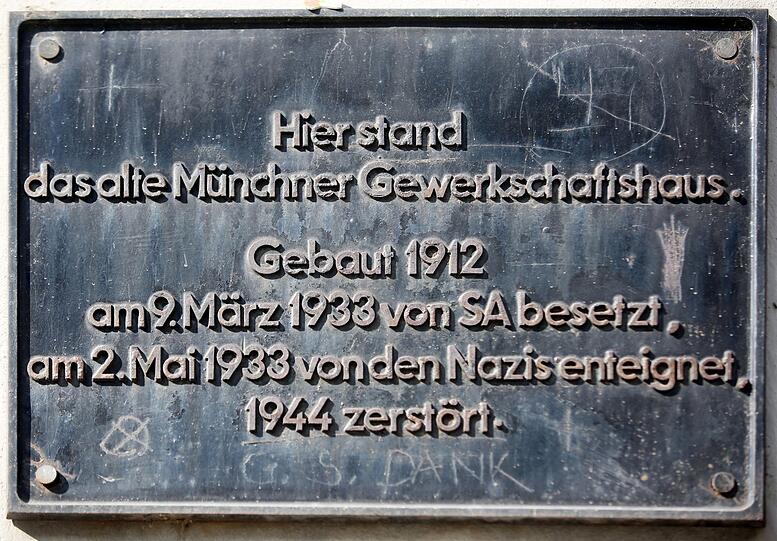 Hier stand
das alte Münchner Gewerkschaftshaus.
Gebaut 1912
am 9. März 1933 von SA besetzt,
am 2. Mai 1933 von den Nazis enteignet,
1944 zerstört.
G. S. DANK